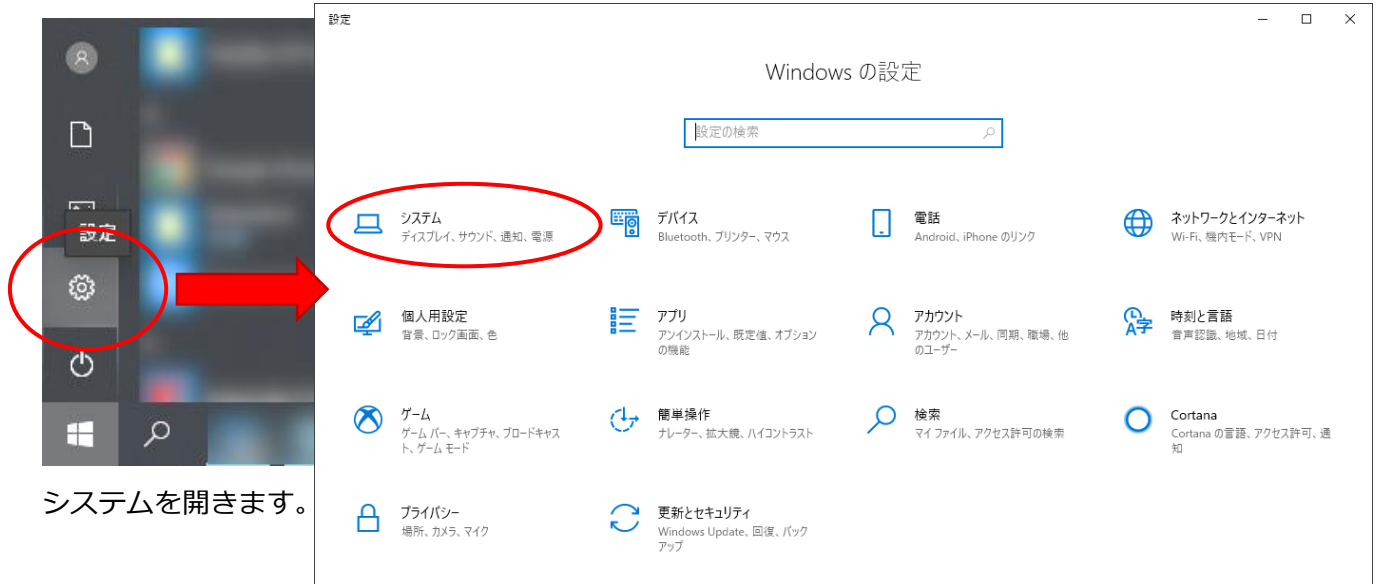 設定
システムを開きます。
設定
Windows の設定
設定の検索
システム
ディスプレイ、サウンド、通知、電源
デバイス
Bluetooth、プリンター、マウス
電話
Android、iPhone のリンク
ネットワークとインターネット
Wi-Fi、機内モード、VPN
個人用設定
背景、ロック画面、色
アプリ
アンインストール、既定値、オプション
の機能
アカウント
アカウント、メール、同期、職場、他
のユーザー
時刻と言語
音声認識、地域、日付
ゲーム
ゲーム バー、キャプチャ、ブロードキャス
ト、ゲーム モード
簡単操作
ナレーター、拡大鏡、ハイコントラスト
検索
マイ ファイル、アクセス許可の検索
Cortana
Cortana の言語、アクセス許可、通
知
プライバシー
場所、カメラ、マイク
更新とセキュリティ
Windows Update、回復、バック
アップ